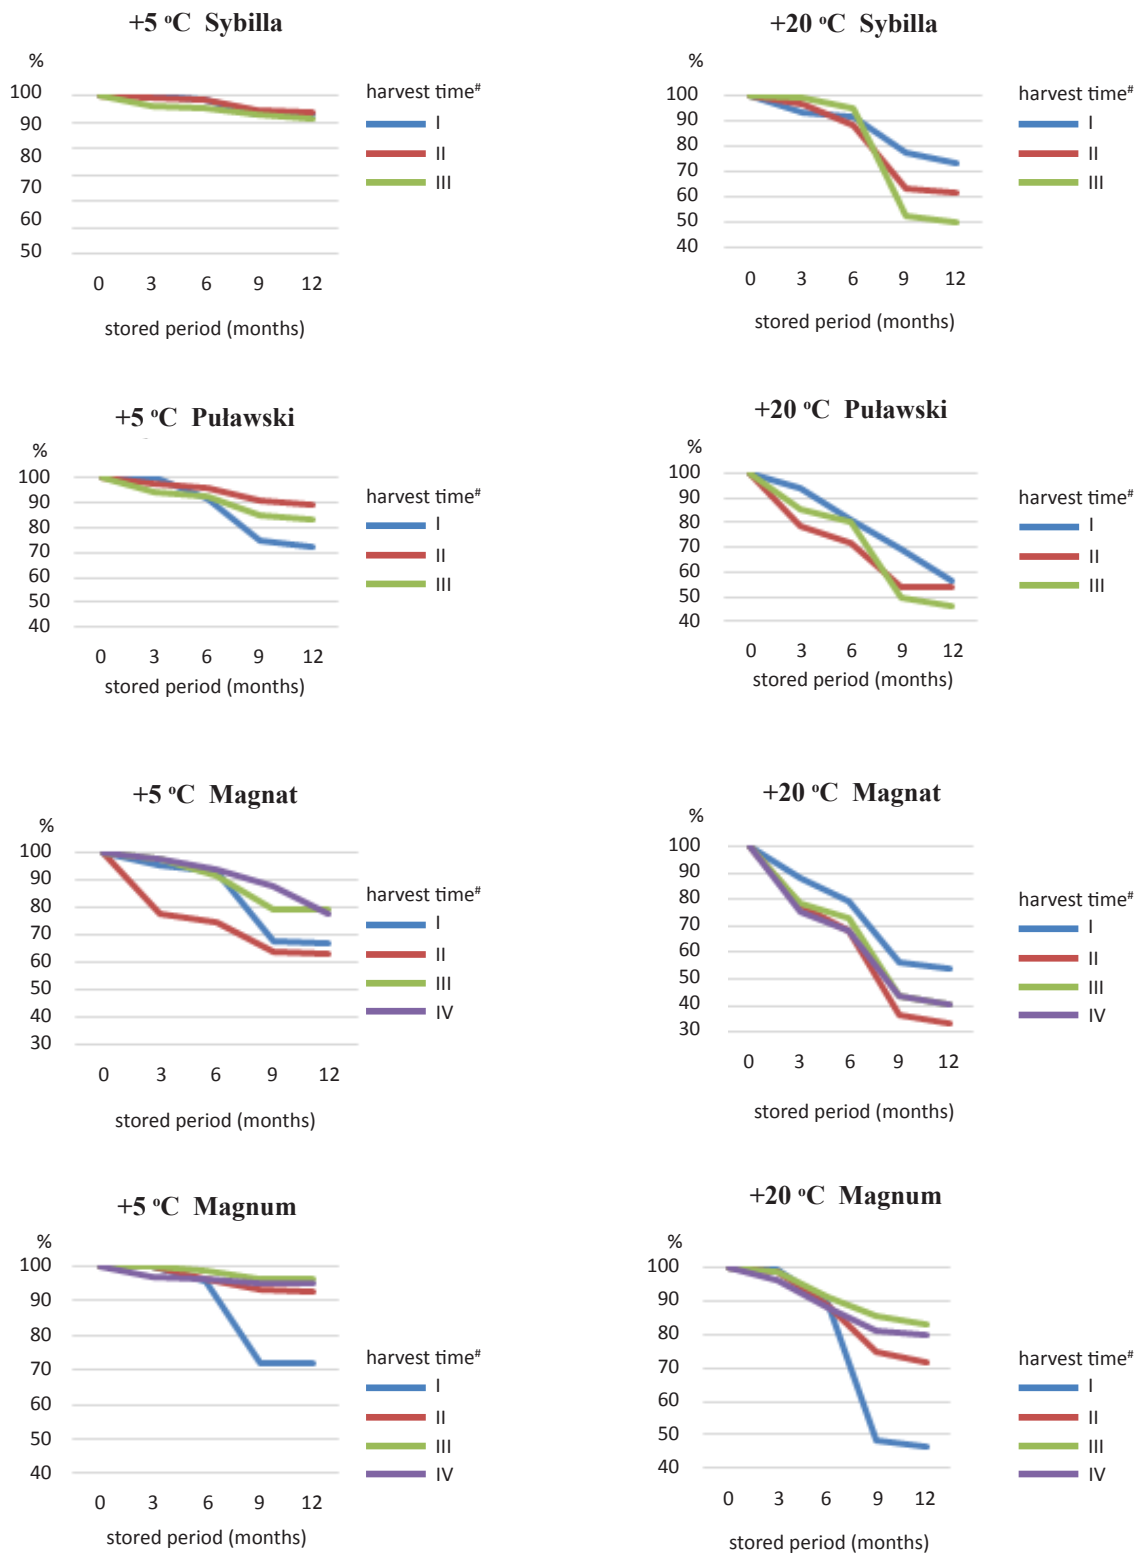 +5 ºC Sybilla
%
100
90
80
70
60
50
0 3 6 9 12
stored period (months)
harvest time#
I
II
III
+20 ºC Sybilla
%
100
90
80
70
60
50
40
0 3 6 9 12
stored period (months)
harvest time#
I
II
III
+5 ºC Puławski
%
100
90
80
70
60
50
40
0 3 6 9 12
stored period (months)
harvest time#
I
II
III
+20 ºC Puławski
%
100
90
80
70
60
50
40
0 3 6 9 12
stored period (months)
harvest time#
I
II
III
+5 ºC Magnat
%
100
90
80
70
60
50
40
30
0 3 6 9 12
stored period (months)
harvest time#
I
II
III
IV
+20 ºC Magnat
%
100
90
80
70
60
50
40
30
0 3 6 9 12
stored period (months)
harvest time#
I
II
III
IV
+5 ºC Magnum
%
100
90
80
70
60
50
40
0 3 6 9 12
stored period (months)
harvest time#
I
II
III
IV
+20 ºC Magnum
%
100
90
80
70
60
50
40
0 3 6 9 12
stored period (months)
harvest time#
I
II
III
IV